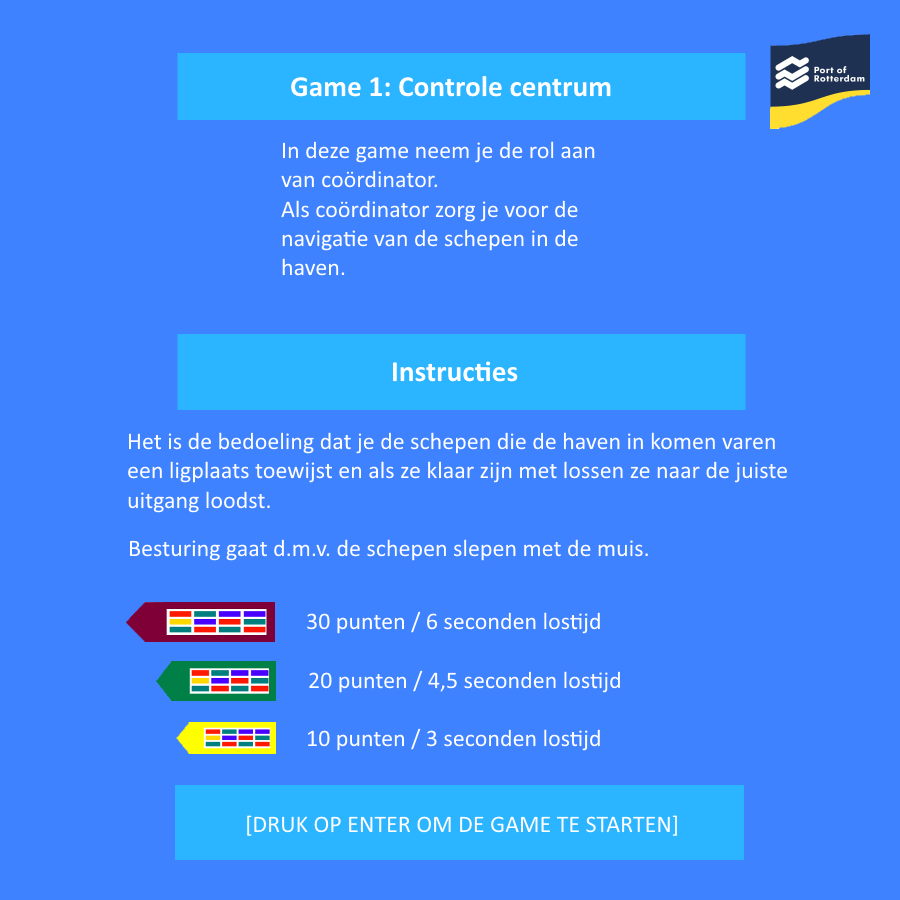 Game 1: Controle centrum
Port of
Rotterdam
In deze game neem je de rol aan
van coördinator.
Als coördinator zorg je voor de
navigatie van de schepen in de
haven.
Instructies
Het is de bedoeling dat je de schepen die de haven in komen varen
een ligplaats toewijst en als ze klaar zijn met lossen ze naar de juiste
uitgang loodst.
Besturing gaat d.m.v. de schepen slepen met de muis.
30 punten / 6 seconden lostijd
20 punten / 4,5 seconden lostijd
10 punten / 3 seconden lostijd
[DRUK OP ENTER OM DE GAME TE STARTEN]